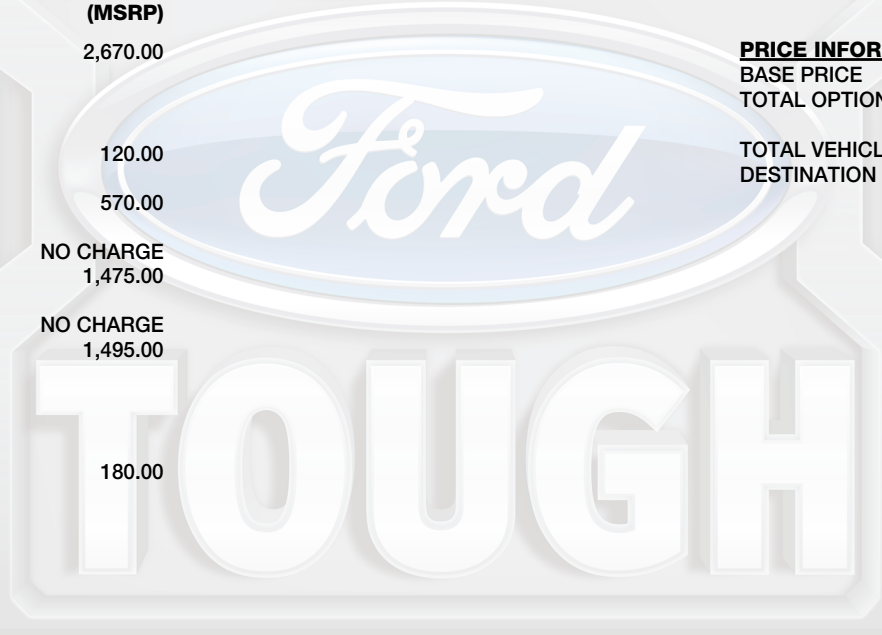 (MSRP)
2,670.00
120.00
570.00
NO CHARGE
1,475.00
NO CHARGE
1,495.00
180.00
PRICE INFOR
BASE PRICE
TOTAL OPTION
TOTAL VEHICL
DESTINATION
Ford
TOUGH